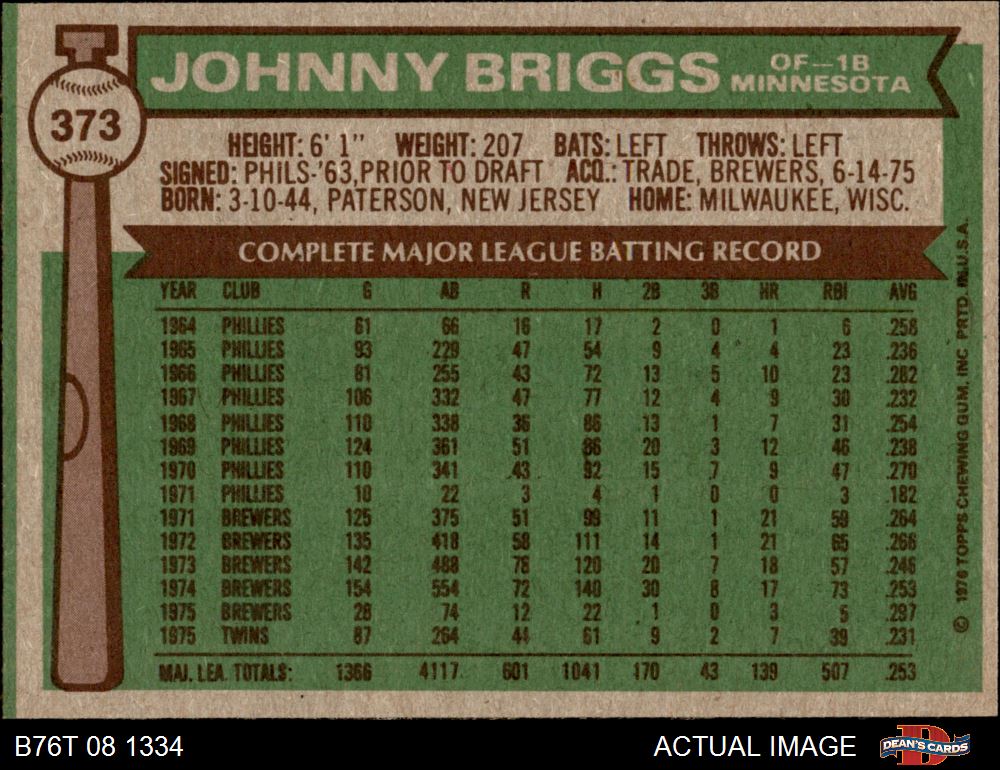 JOHNNY BRIGGS OF—1B
MINNESOTA
373
HEIGHT: 6' 1" WEIGHT: 207 BATS: LEFT THROWS: LEFT
SIGNED: PHILS-'63, PRIOR TO DRAFT ACQ.: TRADE, BREWERS, 6-14-75
BORN: 3-10-44, PATERSON, NEW JERSEY HOME: MILWAUKEE, WISC.
COMPLETE MAJOR LEAGUE BATTING RECORD
YEAR CLUB G AB R H 2B 3B HR RBI AVG
1964 PHILLIES 61 66 16 17 2 0 1 6 .258
1965 PHILLIES 93 229 47 54 9 4 4 23 .236
1966 PHILLIES 81 255 43 72 13 5 10 23 .282
1967 PHILLIES 106 332 47 77 12 4 9 30 .232
1968 PHILLIES 110 338 36 86 13 1 7 31 .254
1969 PHILLIES 124 361 51 86 20 3 12 46 .238
1970 PHILLIES 110 341 43 92 15 7 9 47 .270
1971 PHILLIES 10 22 3 4 1 0 0 3 .182
1971 BREWERS 125 375 51 99 11 1 21 59 .264
1972 BREWERS 135 418 58 111 14 1 21 65 .266
1973 BREWERS 142 488 78 120 20 7 18 57 .246
1974 BREWERS 154 554 72 140 30 8 17 73 .253
1975 BREWERS 28 74 12 22 1 0 3 5 .297
1975 TWINS 87 264 44 61 9 2 7 39 .231
MAJ. LEA. TOTALS: 1366 4117 601 1041 170 43 139 507 .253
© 1976 TOPPS CHEWING GUM, INC PRTD. IN U.S.A.
B76T 08 1334 ACTUAL IMAGE DEAN'S CARDS